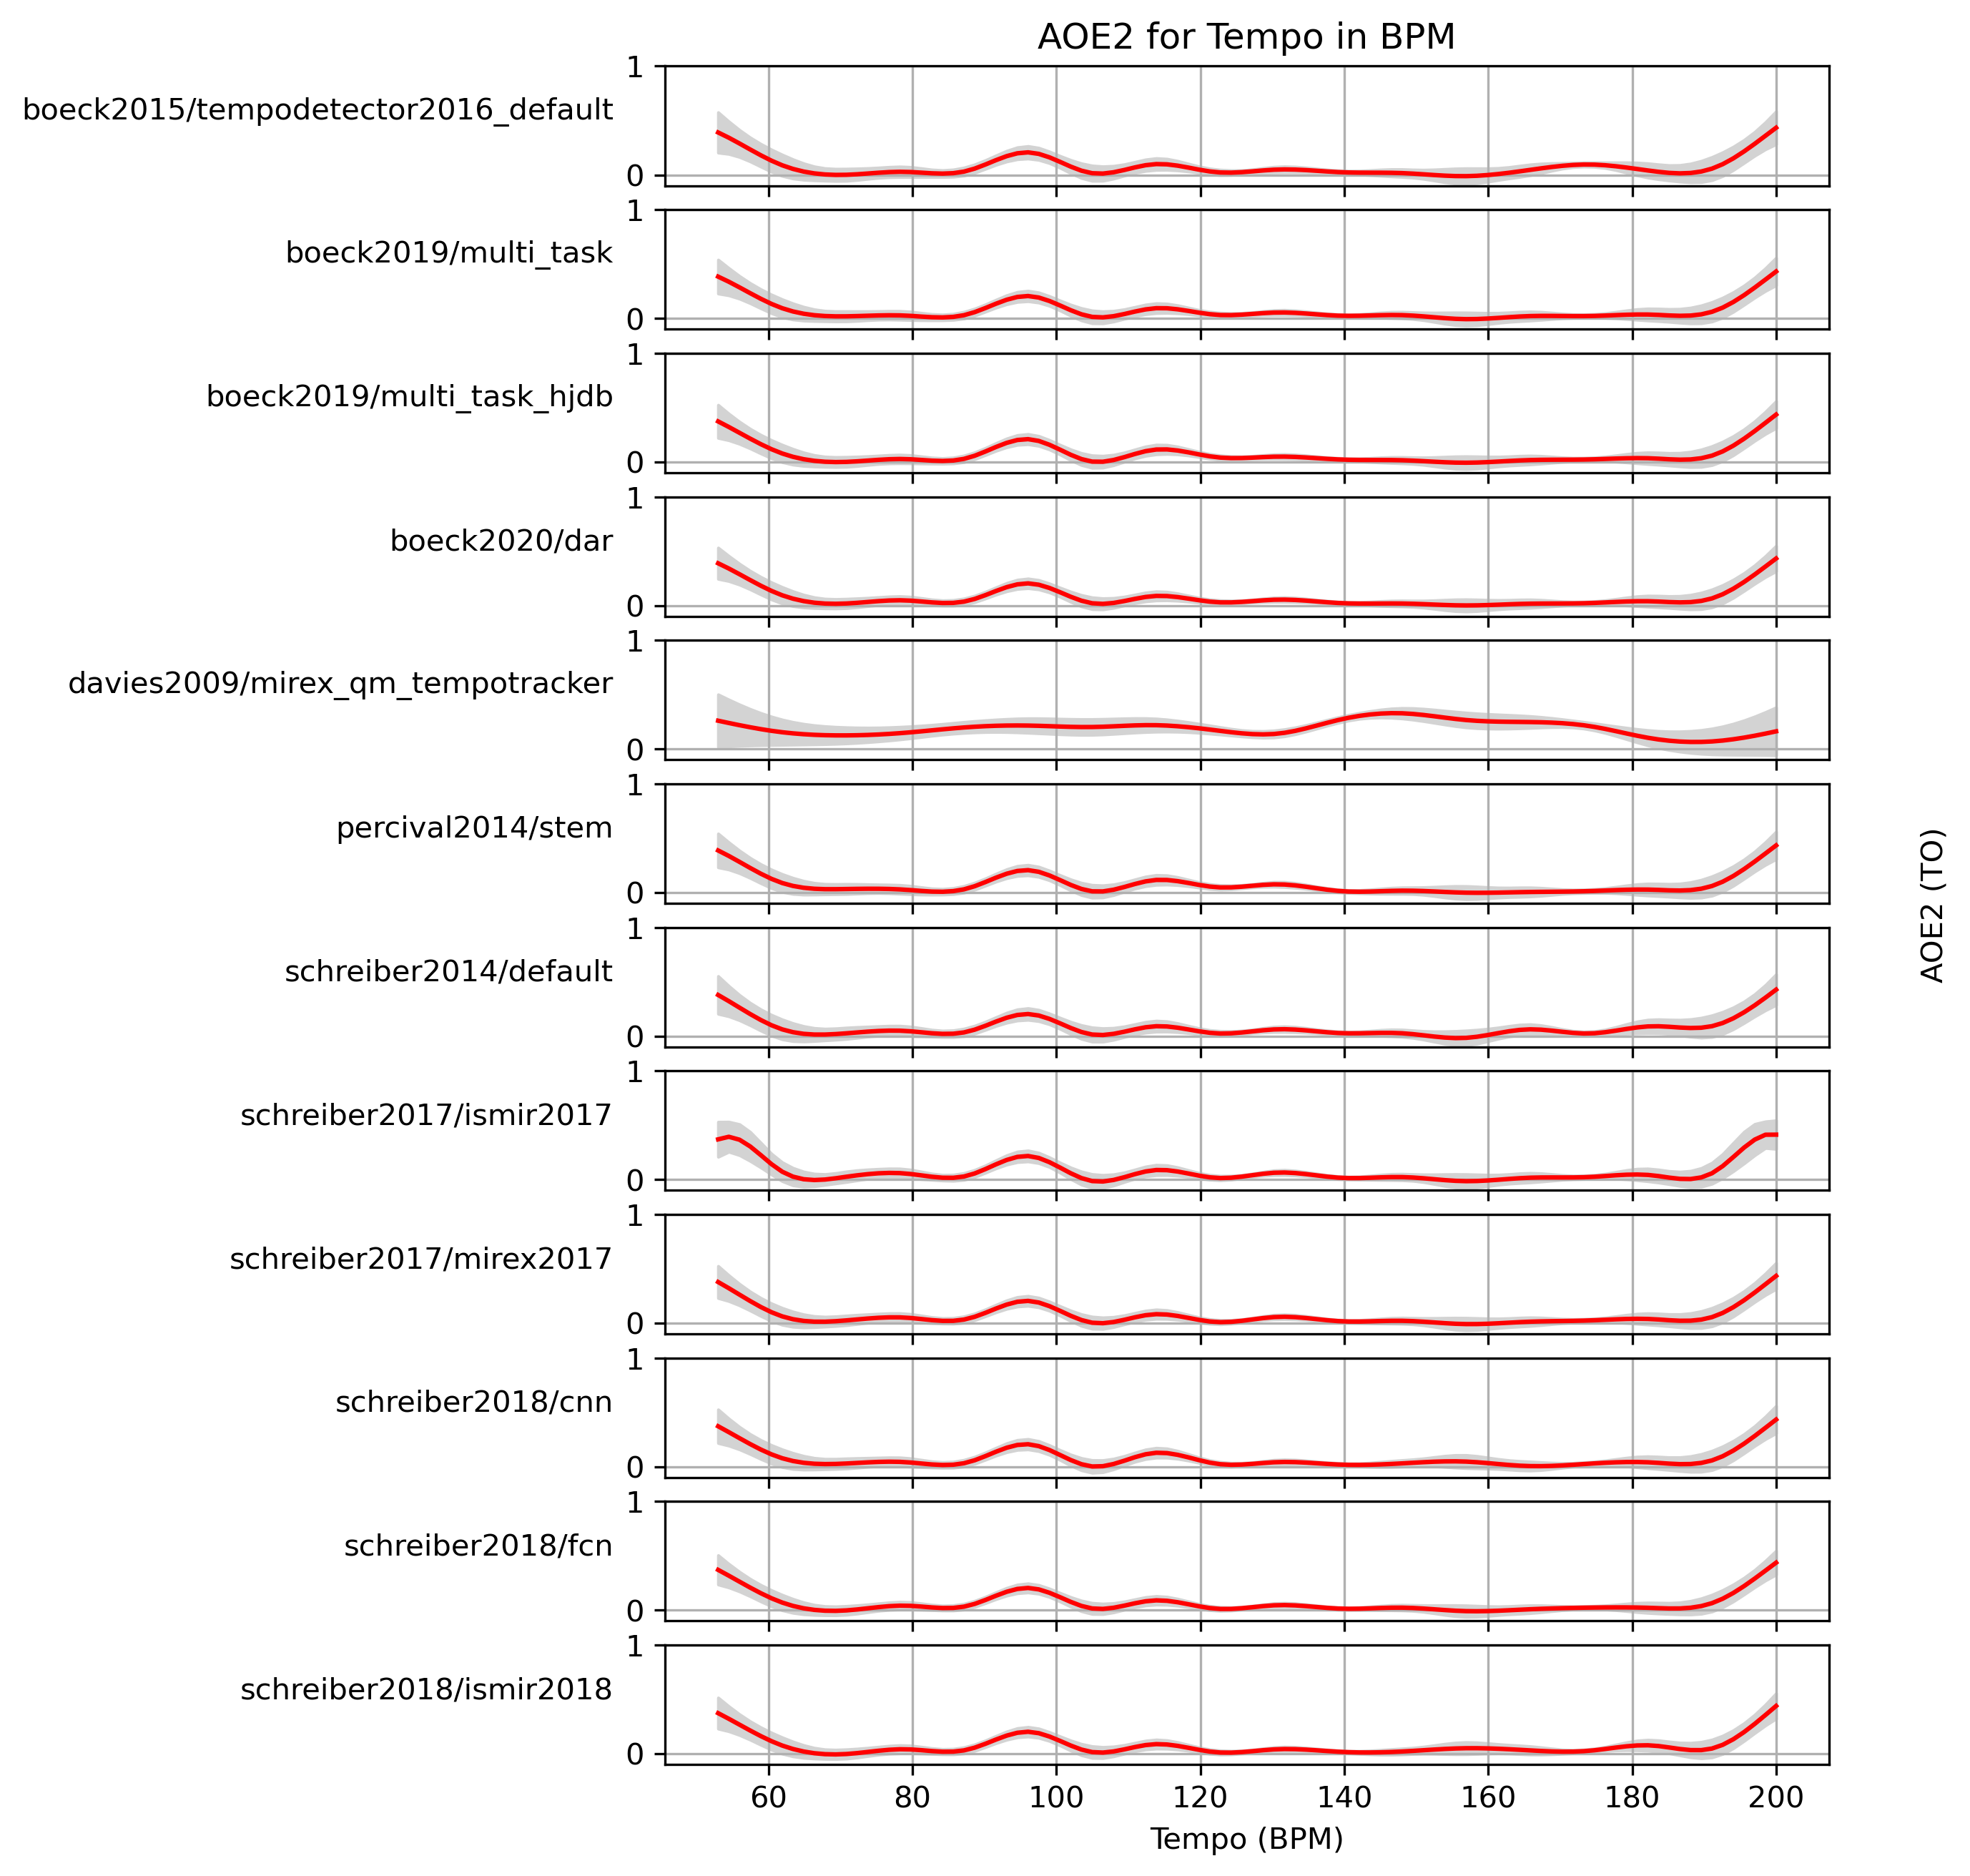 AOE2 for Tempo in BPM
1
boeck2015/tempodetector2016_default
0
1
boeck2019/multi_task
0
1
boeck2019/multi_task_hjdb
0
1
boeck2020/dar
0
1
davies2009/mirex_qm_tempotracker
0
1
percival2014/stem
0
AOE2 (TO)
1
schreiber2014/default
0
1
schreiber2017/ismir2017
0
1
schreiber2017/mirex2017
0
1
schreiber2018/cnn
0
1
schreiber2018/fcn
0
1
schreiber2018/ismir2018
0
60 80 100 120 140 160 180 200
Tempo (BPM)